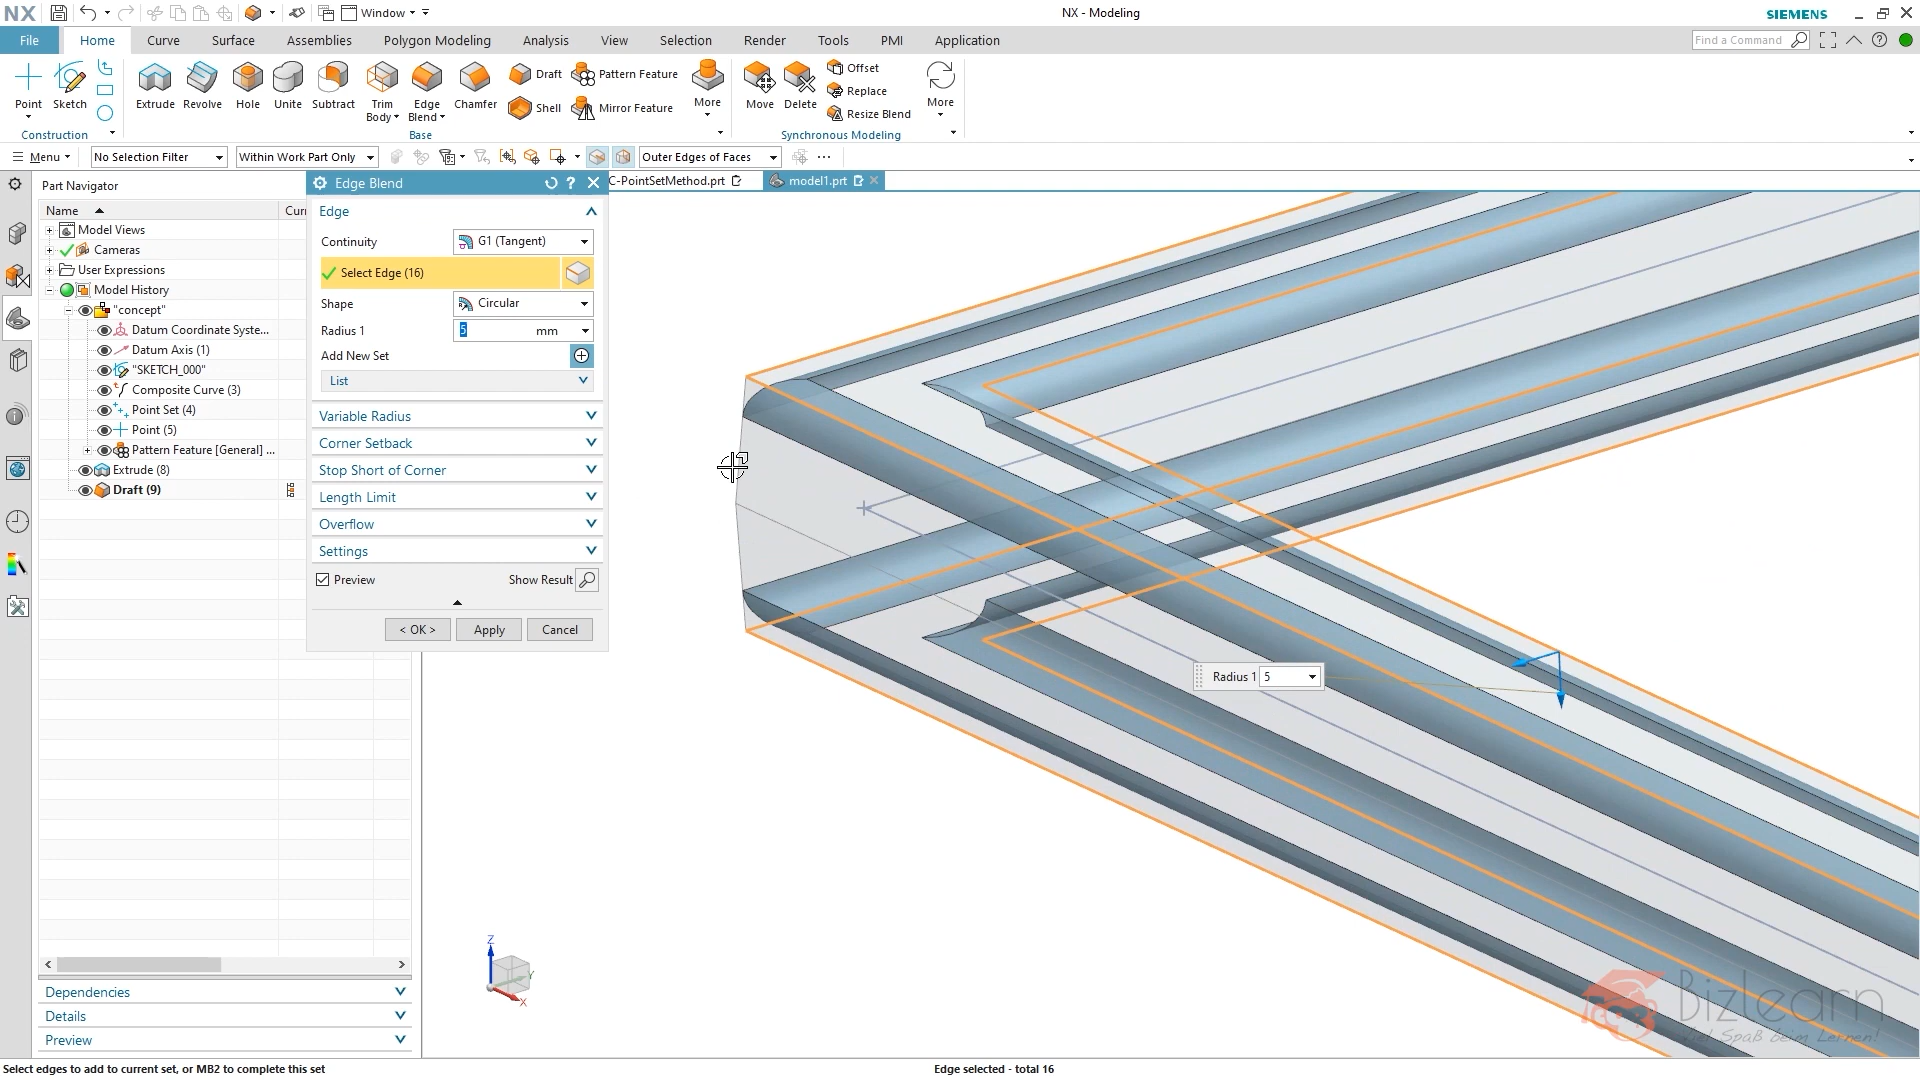 NX
Window
NX - Modeling
SIEMENS
File
Home
Curve
Surface
Assemblies
Polygon Modeling
Analysis
View
Selection
Render
Tools
PMI
Application
Find a Command
Point
Sketch
Construction
Extrude
Revolve
Hole
Unite
Subtract
Trim
Body
Edge
Blend
Chamfer
Draft
Shell
Pattern Feature
Mirror Feature
More
Base
Move
Delete
Offset
Replace
Resize Blend
More
Synchronous Modeling
Menu
No Selection Filter
Within Work Part Only
Outer Edges of Faces
Part Navigator
C-PointSetMethod.prt
model1.prt
Name
Curr
Model Views
Cameras
User Expressions
Model History
"concept"
Datum Coordinate Syste...
Datum Axis (1)
"SKETCH_000"
Composite Curve (3)
Point Set (4)
Point (5)
Pattern Feature [General] ...
Extrude (8)
Draft (9)
Dependencies
Details
Preview
Edge Blend
Edge
Continuity
G1 (Tangent)
Select Edge (16)
Shape
Circular
Radius 1
5
mm
Add New Set
List
Variable Radius
Corner Setback
Stop Short of Corner
Length Limit
Overflow
Settings
Preview
Show Result
< OK >
Apply
Cancel
Radius 1 5
Z
Y
X
Bizlearn
Viel Spaß beim Lernen!
Select edges to add to current set, or MB2 to complete this set
Edge selected - total 16